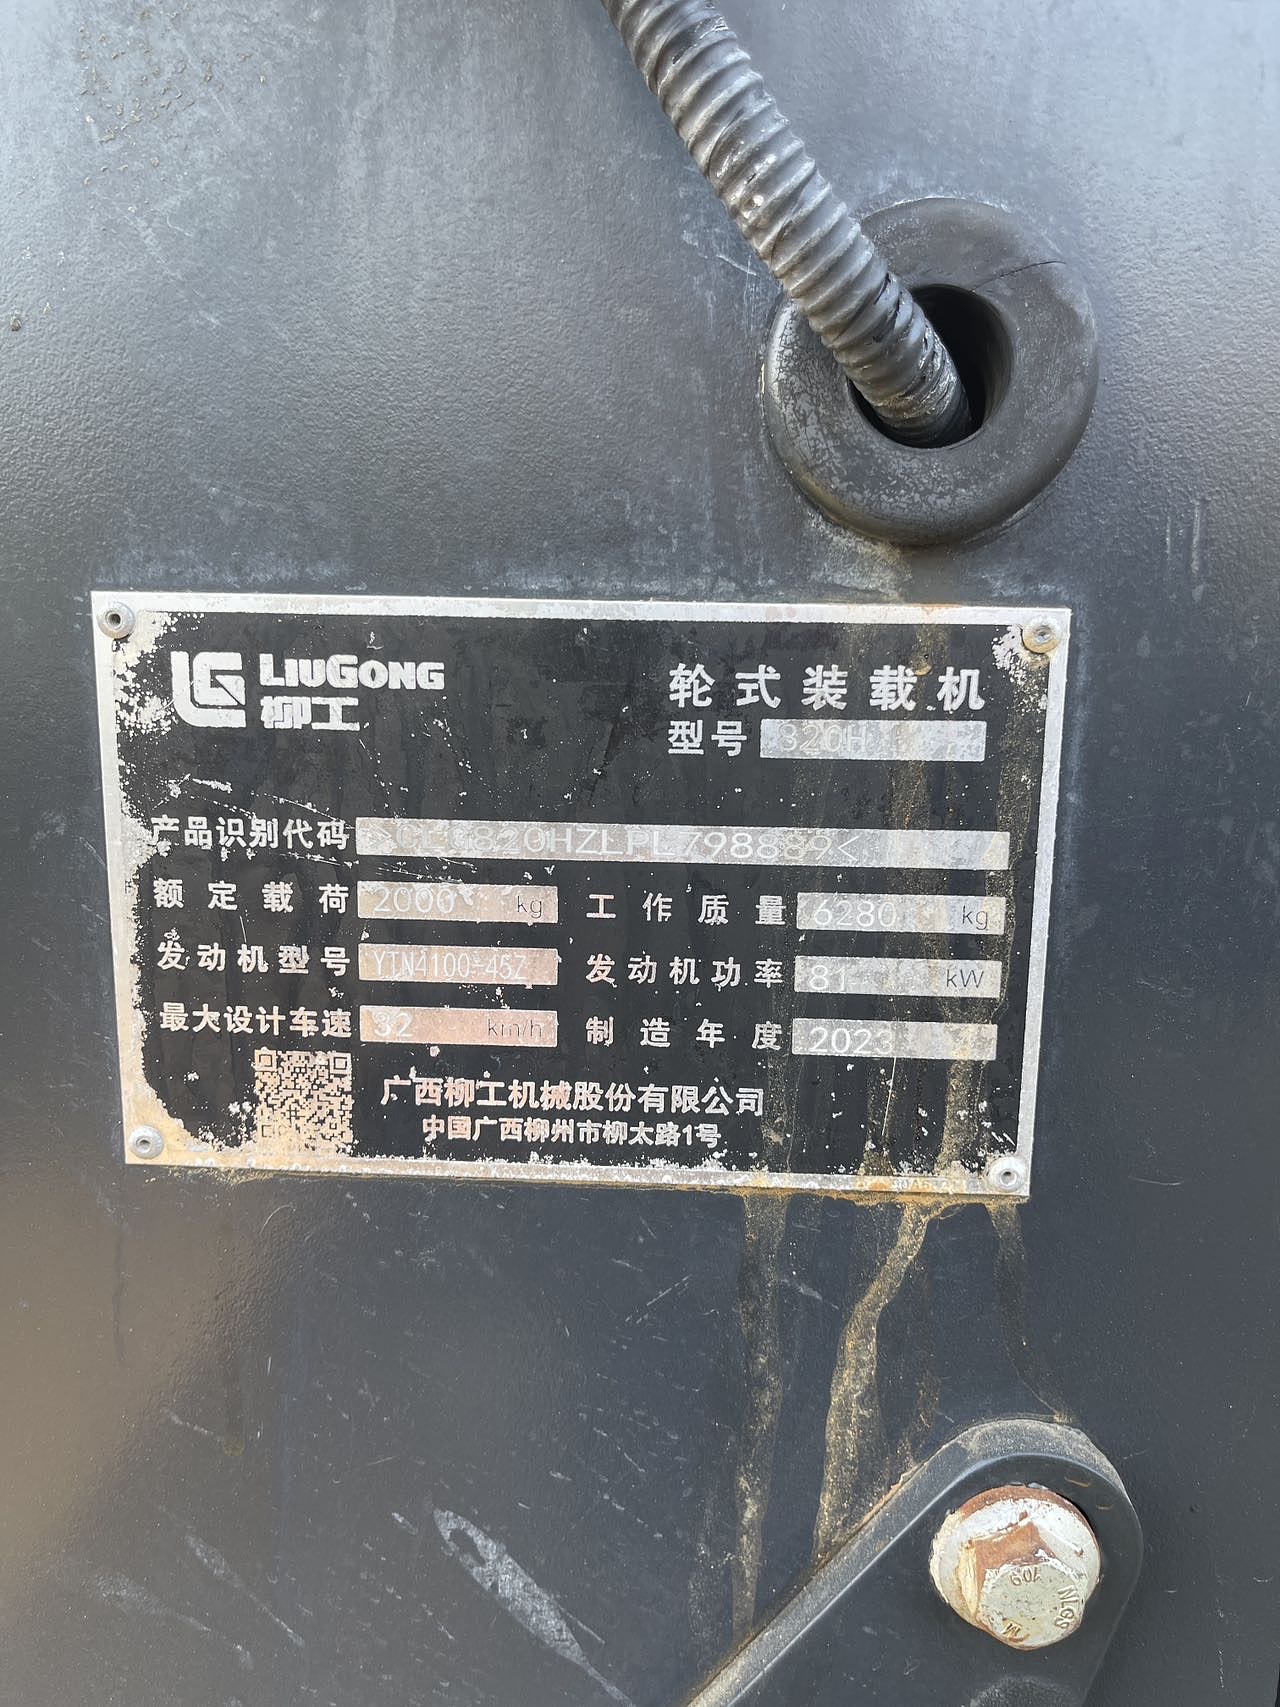 LIUGONG
柳工
轮式装载机
型号 820H
产品识别代码 >CLG820HZLPL798889<
额定载荷 2000 kg 工作质量 6280 kg
发动机型号 YTN4100-45Z 发动机功率 81 kW
最大设计车速 32 km/h 制造年度 2023
广西柳工机械股份有限公司
中国广西柳州市柳太路1号